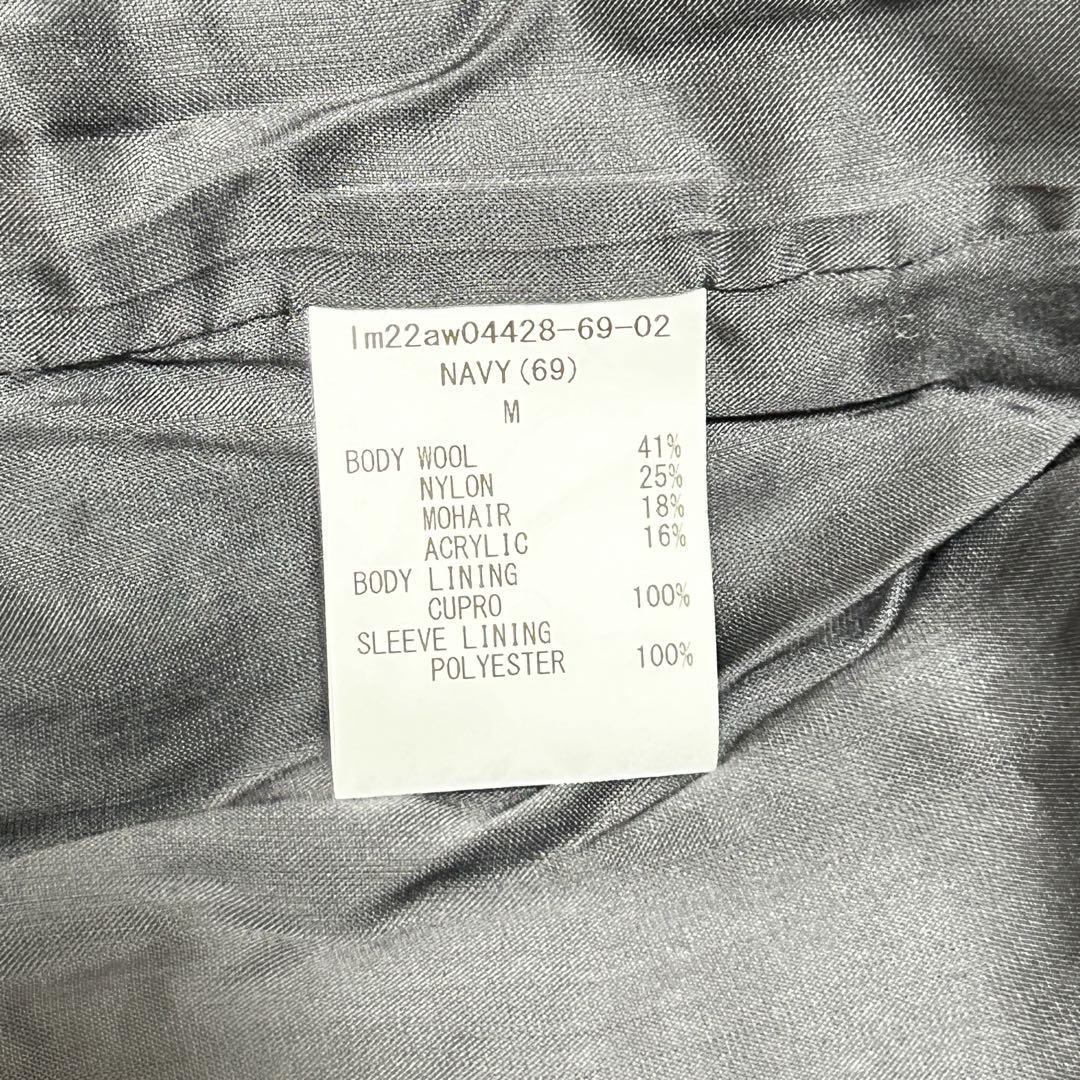 lm22aw04428-69-02
NAVY(69)
M
BODY WOOL 41%
NYLON 25%
MOHAIR 18%
ACRYLIC 16%
BODY LINING
CUPRO 100%
SLEEVE LINING
POLYESTER 100%